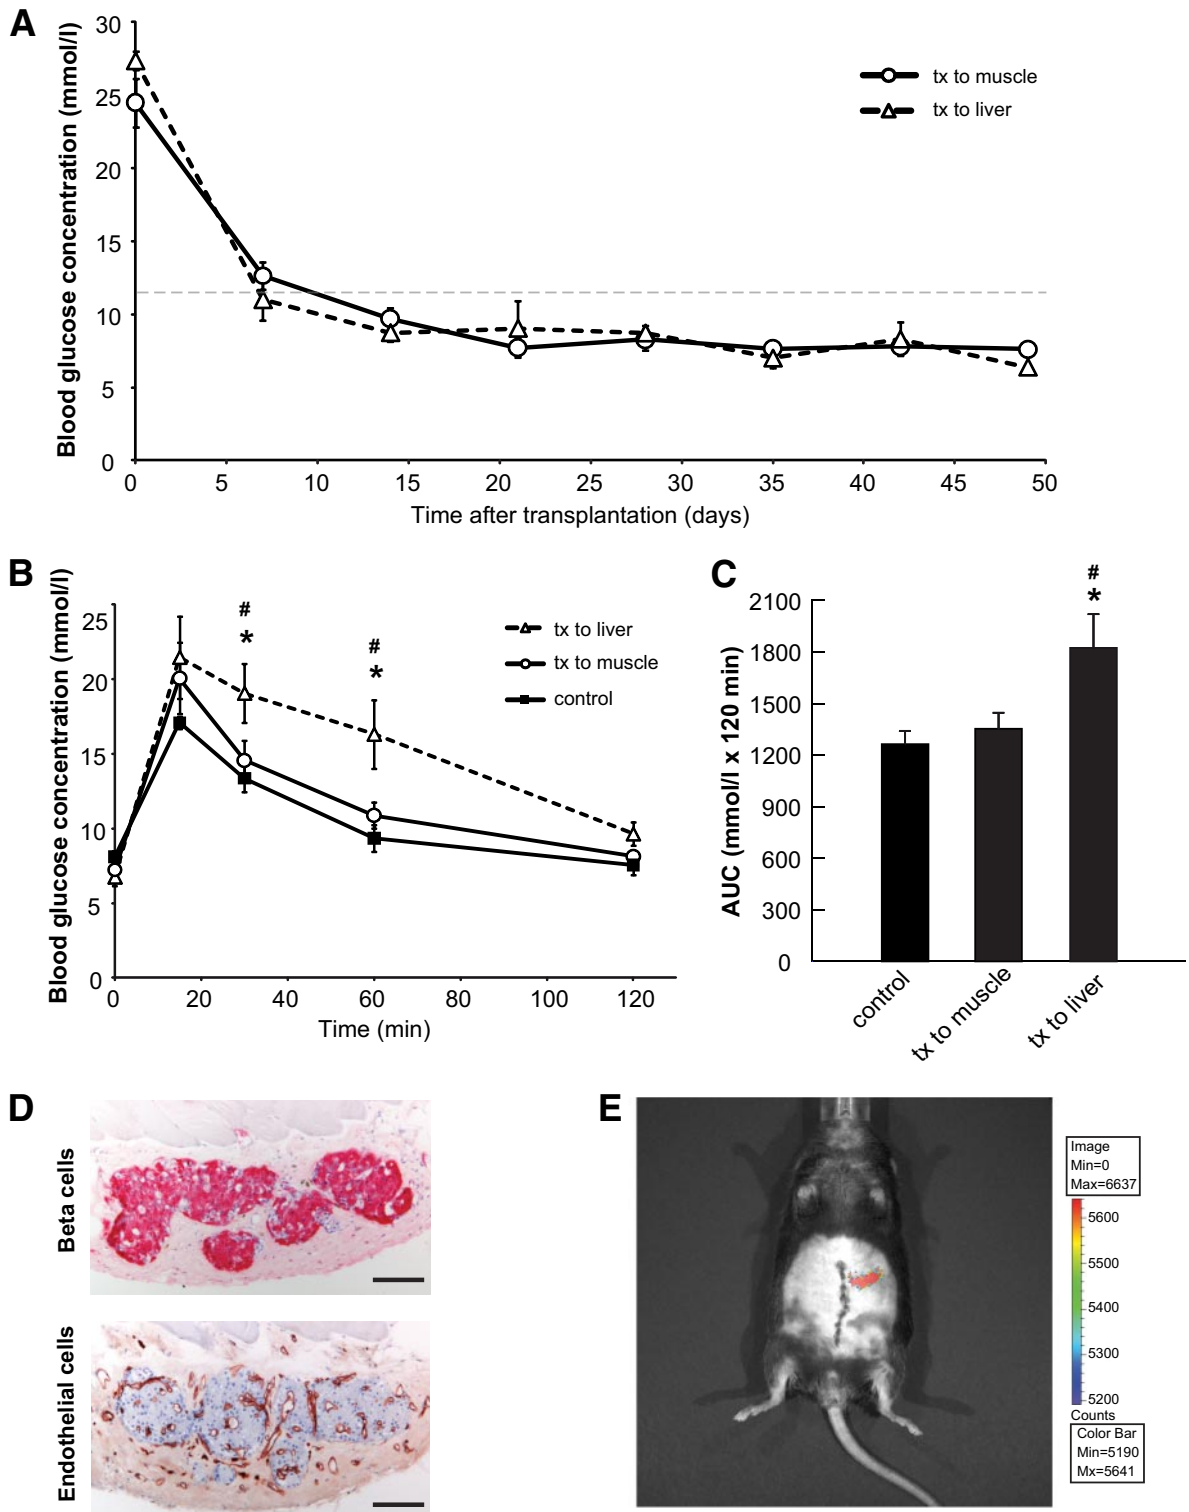 A
Blood glucose concentration (mmol/l)
30
25
20
15
10
5
0
0 5 10 15 20 25 30 35 40 45 50
Time after transplantation (days)
tx to muscle
tx to liver
B
Blood glucose concentration (mmol/l)
25
20
15
10
5
0
0 20 40 60 80 100 120
Time (min)
# 
*
#
*
tx to liver
tx to muscle
control
C
AUC (mmol/l x 120 min)
2100
1800
1500
1200
900
600
300
0
#
*
control
tx to muscle
tx to liver
D
Beta cells
Endothelial cells
E
Image
Min=0
Max=6637
5600
5500
5400
5300
5200
Counts
Color Bar
Min=5190
Mx=5641